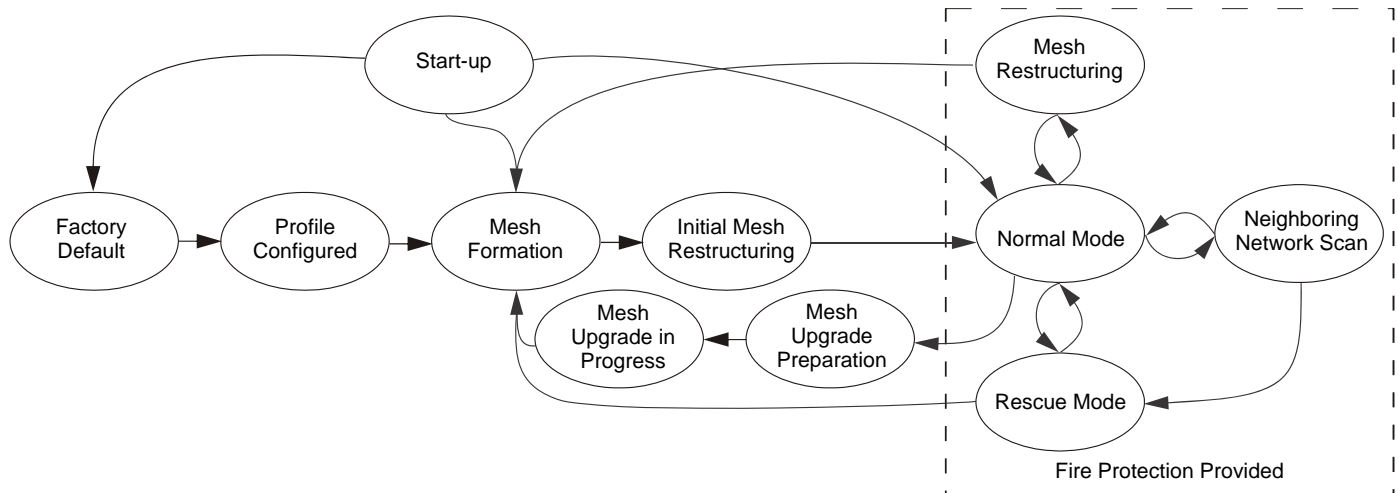 Start-up
Mesh
Restructuring
Factory
Default
Profile
Configured
Mesh
Formation
Initial Mesh
Restructuring
Normal Mode
Neighboring
Network Scan
Mesh
Upgrade in
Progress
Mesh
Upgrade
Preparation
Rescue Mode
Fire Protection Provided